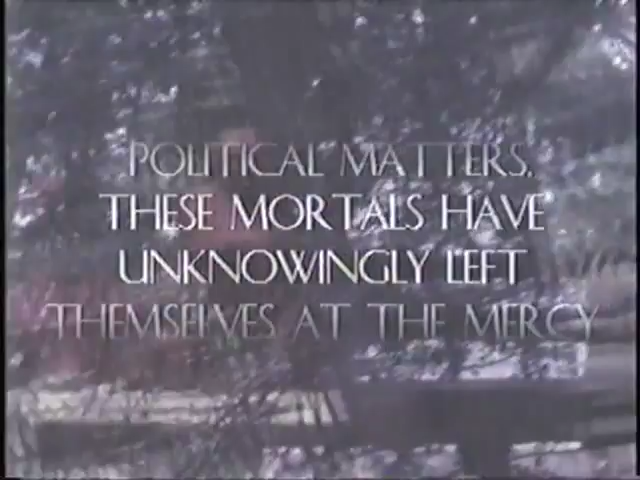 POLITICAL MATTERS,
THESE MORTALS HAVE
UNKNOWINGLY LEFT
THEMSELVES AT THE MERCY